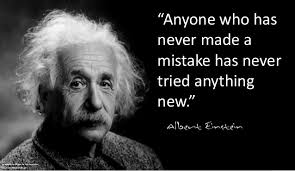 “Anyone who has
never made a
mistake has never
tried anything
new.”
Albert Einstein